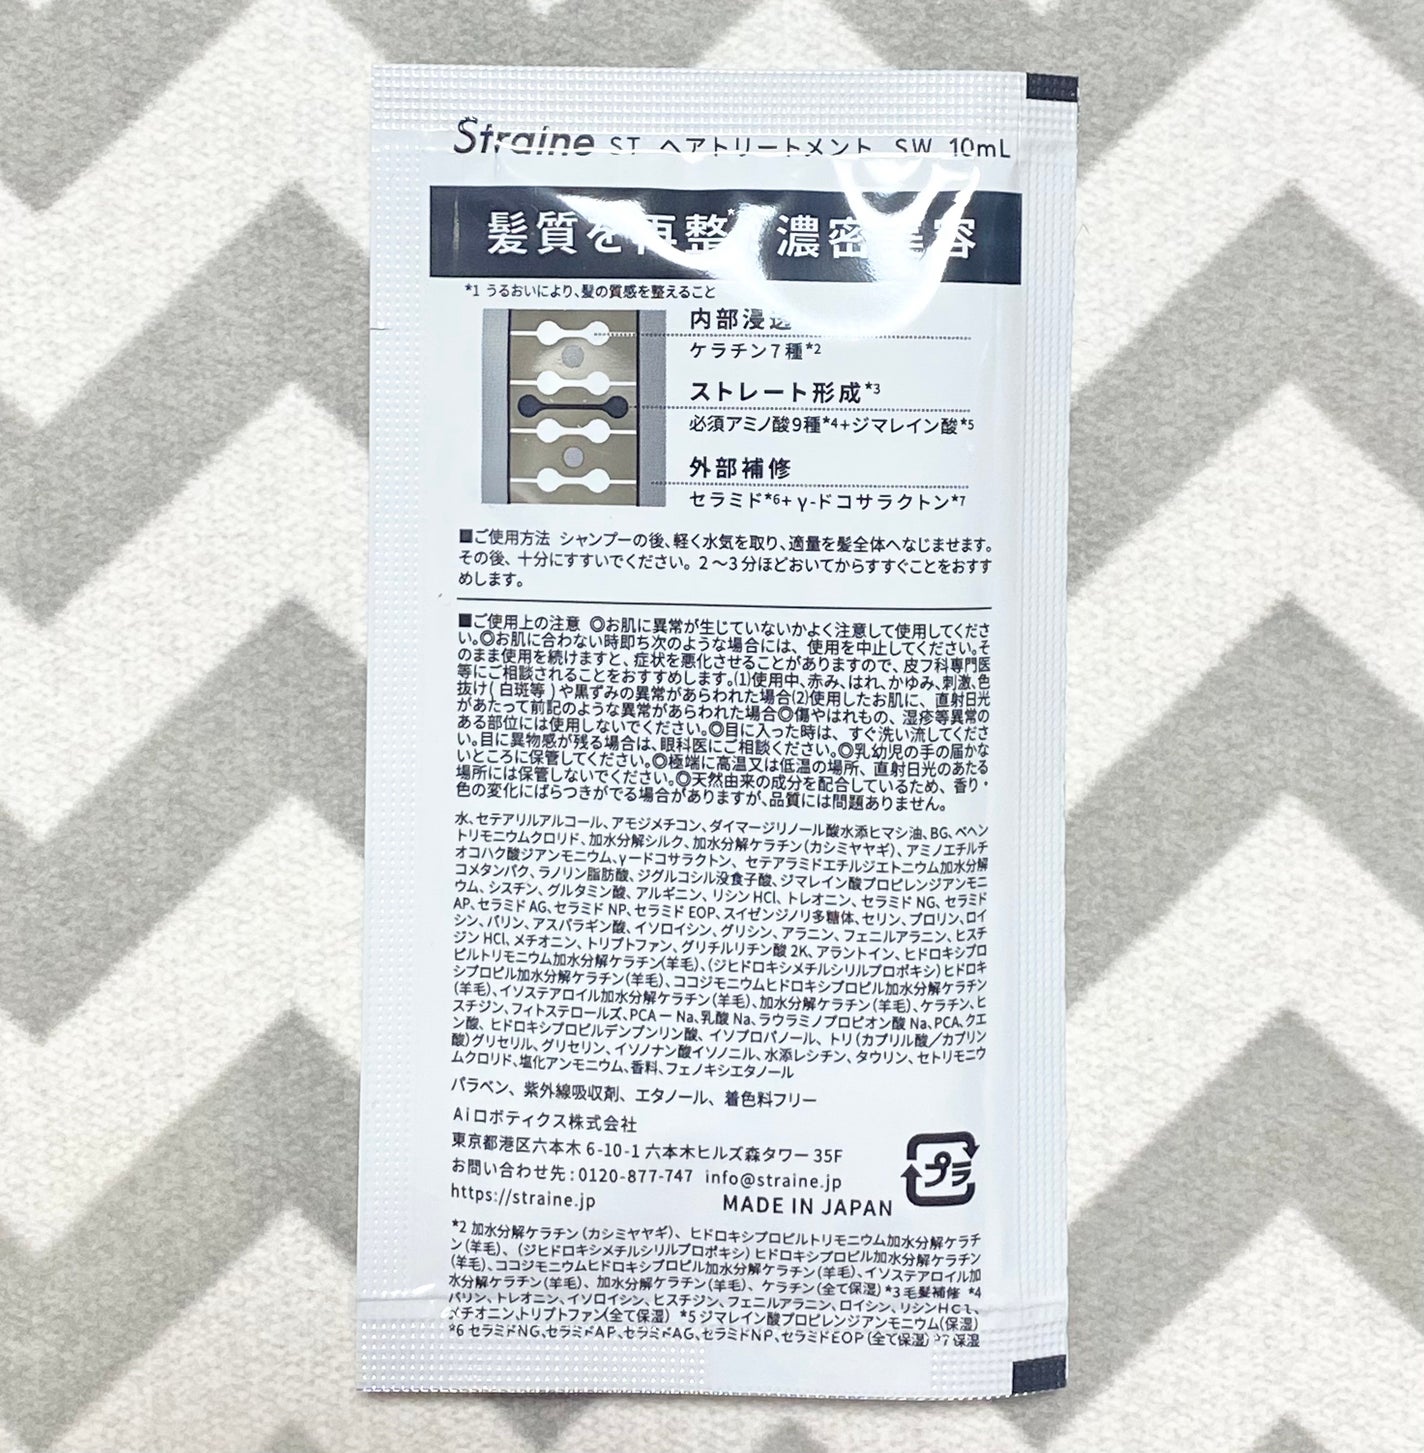 Straine ST ヘアトリートメント SW 10mL
髪質を再整 濃密美容
*1 うるおいにより、髪の質感を整えること
内部浸透
ケラチン7種*2
ストレート形成*3
必須アミノ酸9種*4+ジマレイン酸*5
外部補修
セラミド*6+ γ-ドコサラクトン*7
■ご使用方法 シャンプーの後、軽く水気を取り、適量を髪全体へなじませます。
その後、十分にすすいでください。2〜3分ほどおいてからすすぐことをおすす
めします。
■ご使用上の注意 ◎お肌に異常が生じていないかよく注意して使用してくださ
い。◎お肌に合わない時即ち次のような場合には、使用を中止してください。そ
のまま使用を続けますと、症状を悪化させることがありますので、皮フ科専門医
等にご相談されることをおすすめします。(1)使用中、赤み、はれ、かゆみ、刺激、色
抜け(白斑等)や黒ずみの異常があらわれた場合(2)使用したお肌に、直射日光
があたって前記のような異常があらわれた場合◎傷やはれもの、湿疹等異常の
ある部位には使用しないでください。◎目に入った時は、すぐ洗い流してくださ
い。目に異物感が残る場合は、眼科医にご相談ください。◎乳幼児の手の届かな
いところに保管してください。◎極端に高温又は低温の場所、直射日光のあたる
場所には保管しないでください。◎天然由来の成分を配合しているため、香り・
色の変化にばらつきがでる場合がありますが、品質には問題ありません。
水、セテアリルアルコール、アモジメチコン、ダイマージリノール酸水添ヒマシ油、BG、ベヘン
トリモニウムクロリド、加水分解シルク、加水分解ケラチン(カシミヤヤギ)、アミノエチルチ
オコハク酸ジアンモニウム、γ-ドコサラクトン、セテアラミドエチルジエトニウム加水分解
コメタンパク、ラノリン脂肪酸、ジグルコシル没食子酸、ジマレイン酸プロピレンジアンモニ
ウム、シスチン、グルタミン酸、アルギニン、リシンHCl、トレオニン、セラミド NG、セラミド
AP、セラミド AG、セラミド NP、セラミド EOP、スイゼンジノリ多糖体、セリン、プロリン、ロイ
シン、バリン、アスパラギン酸、イソロイシン、グリシン、アラニン、フェニルアラニン、ヒスチ
ジン HCl、メチオニン、トリプトファン、グリチルリチン酸 2K、アラントイン、ヒドロキシプロ
ピルトリモニウム加水分解ケラチン(羊毛)、(ジヒドロキシメチルシリルプロポキシ)ヒドロキ
シプロピル加水分解ケラチン(羊毛)、ココジモニウムヒドロキシプロピル加水分解ケラチン
(羊毛)、イソステアロイル加水分解ケラチン(羊毛)、加水分解ケラチン(羊毛)、ケラチン、ヒ
スチジン、フィトステロールズ、PCA-Na、乳酸 Na、ラウラミノプロピオン酸 Na、PCA、クエ
ン酸、ヒドロキシプロピルデンプンリン酸、イソプロパノール、トリ(カプリル酸/カプリン
酸)グリセリル、グリセリン、イソノナン酸イソノニル、水添レシチン、タウリン、セトリモニウ
ムクロリド、塩化アンモニウム、香料、フェノキシエタノール
パラベン、紫外線吸収剤、エタノール、着色料フリー
Aiロボティクス株式会社
東京都港区六本木 6-10-1 六本木ヒルズ森タワー 35F
お問い合わせ先:0120-877-747 info@straine.jp
https://straine.jp MADE IN JAPAN
プラ
*2 加水分解ケラチン(カシミヤヤギ)、ヒドロキシプロピルトリモニウム加水分解ケラチ
ン(羊毛)、(ジヒドロキシメチルシリルプロポキシ)ヒドロキシプロピル加水分解ケラチン
(羊毛)、ココジモニウムヒドロキシプロピル加水分解ケラチン(羊毛)、イソステアロイル加
水分解ケラチン(羊毛)、加水分解ケラチン(羊毛)、ケラチン(全て保湿)*3 毛髪補修 *4
バリン、トレオニン、イソロイシン、ヒスチジン、フェニルアラニン、ロイシン、リシンHCl、
メチオニン、トリプトファン(全て保湿) *5 ジマレイン酸プロピレンジアンモニウム(保湿)
*6 セラミドNG、セラミドAP、セラミドAG、セラミドNP、セラミドEOP(全て保湿) *7 保湿